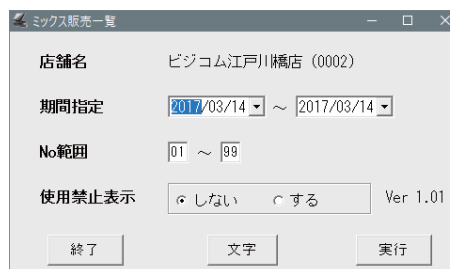 ミックス販売一覧
店舗名 ビジコム江戸川橋店 (0002)
期間指定 2017/03/14 ～ 2017/03/14
No範囲 01 ～ 99
使用禁止表示 しない する Ver 1.01
終了 文字 実行